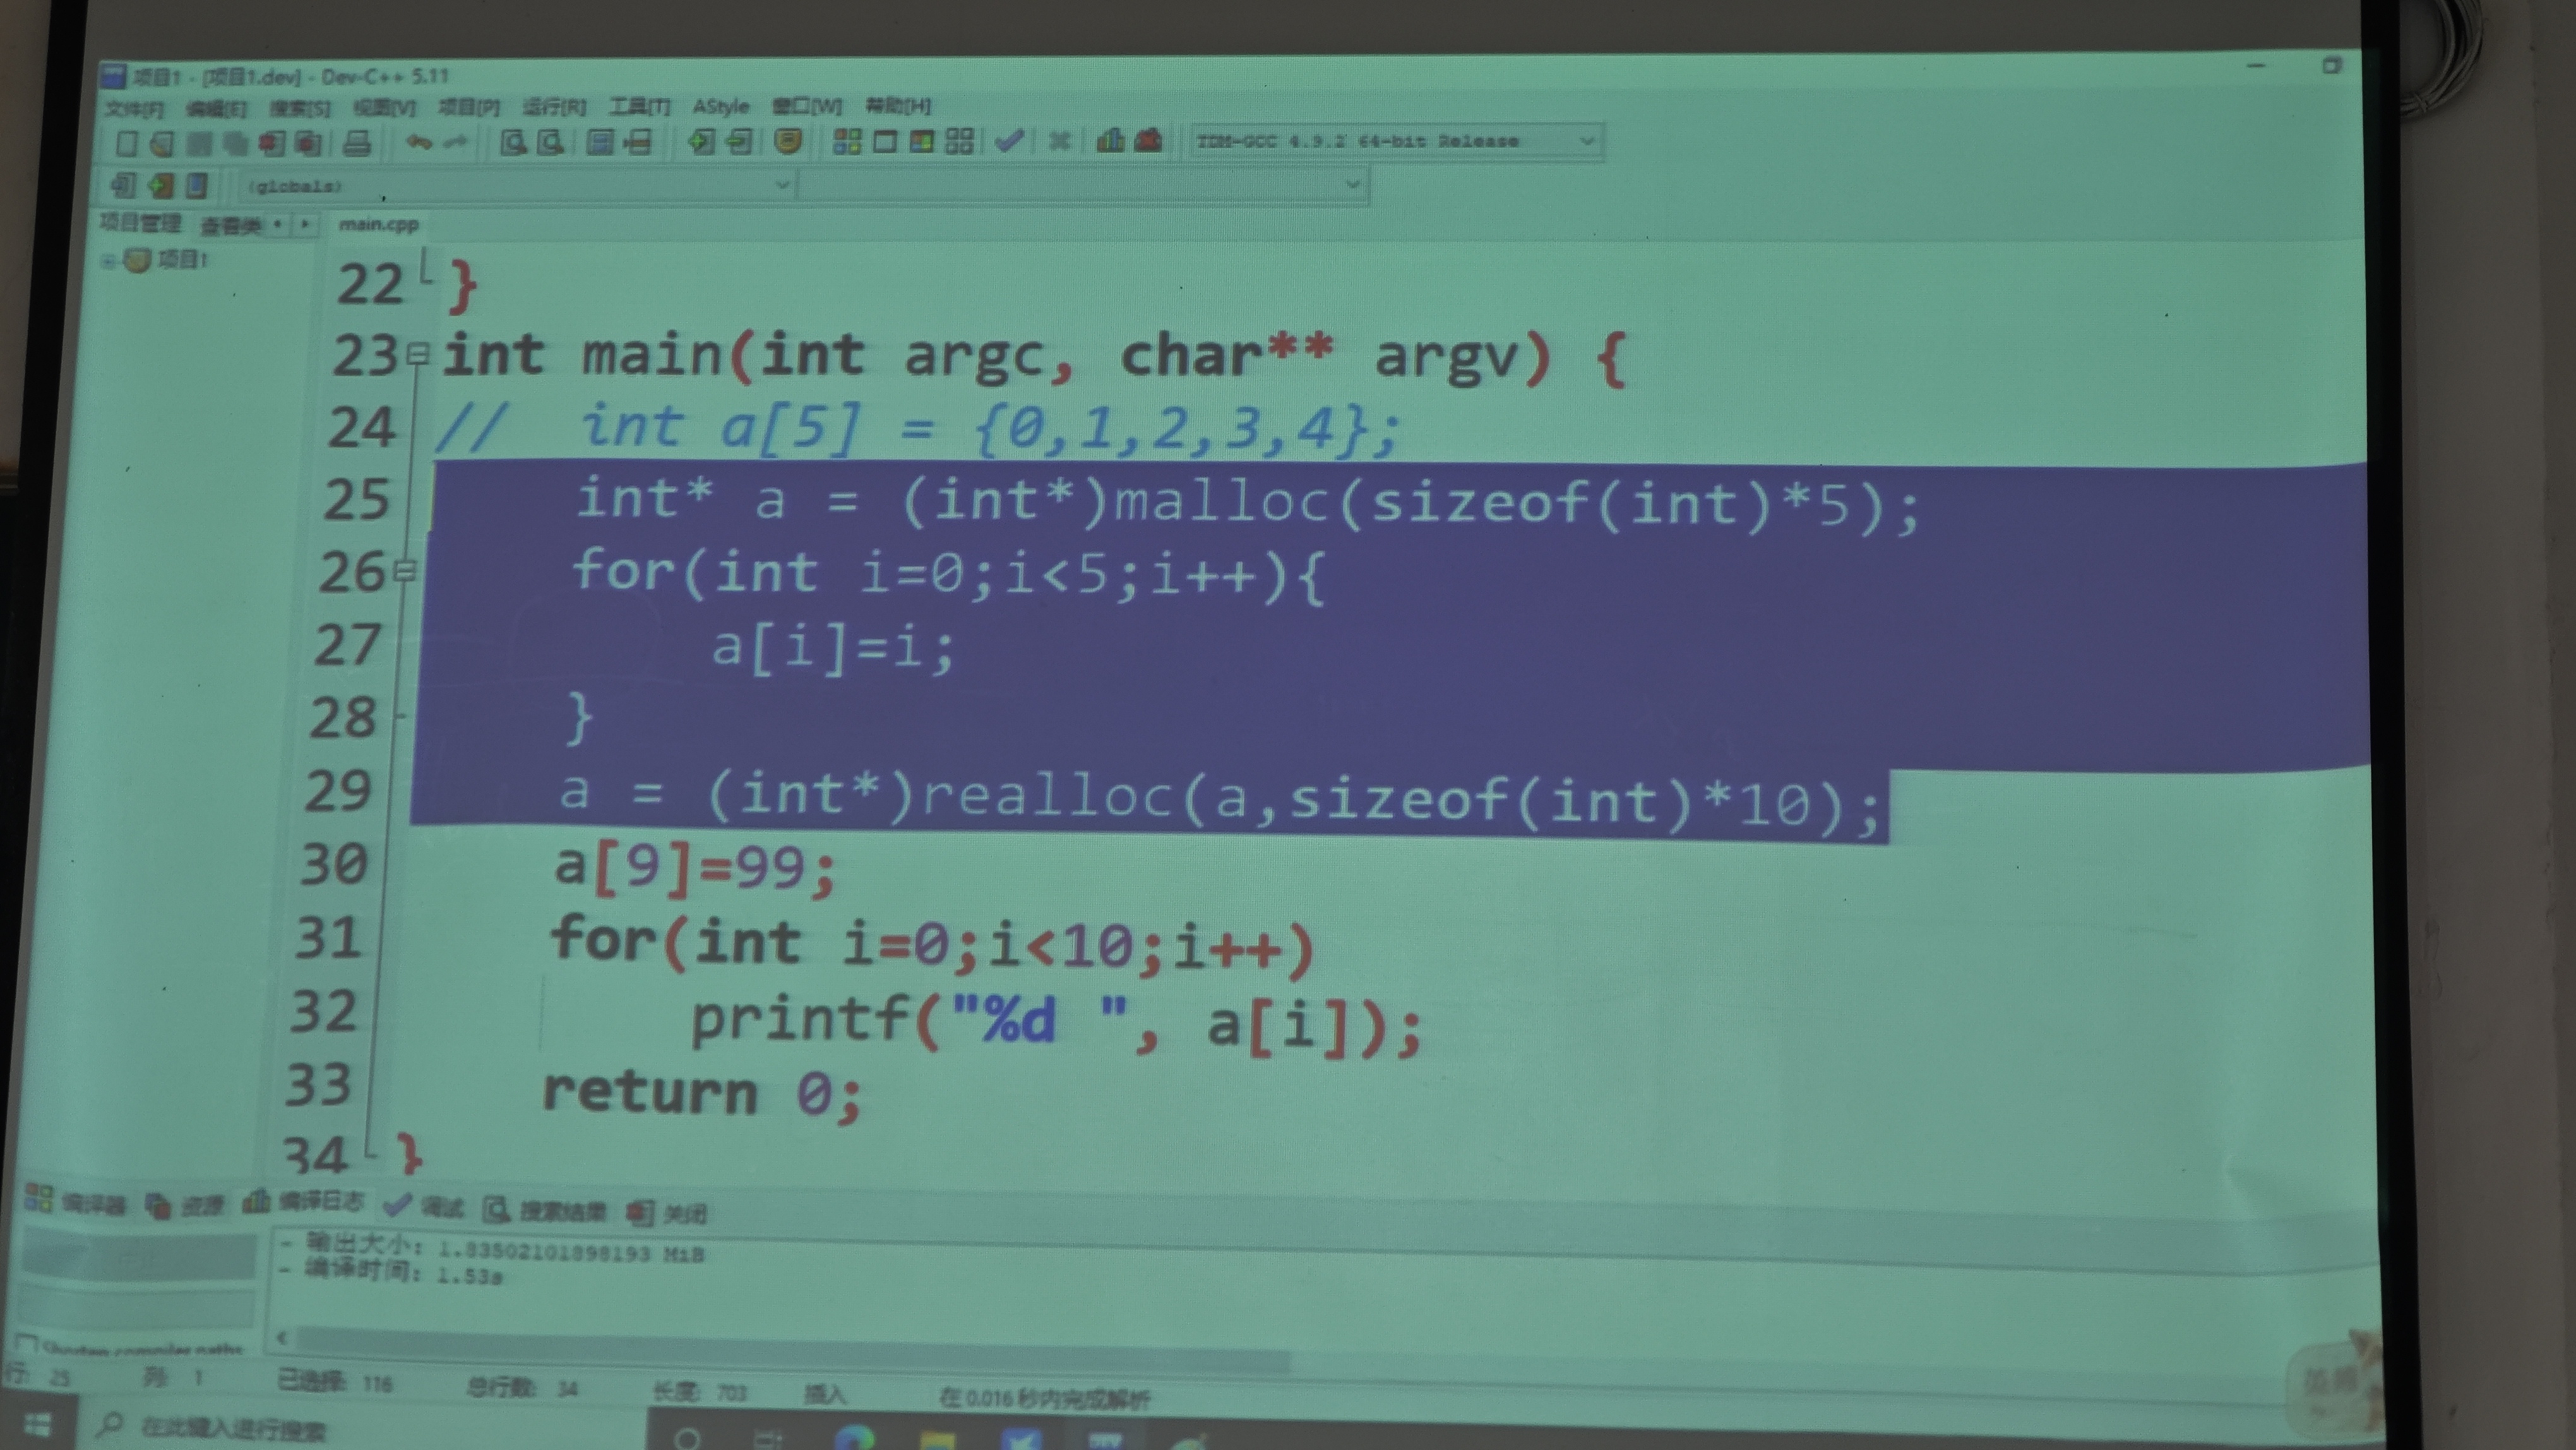 项目1 - [项目1.dev] - Dev-C++ 5.11
文件[F] 编辑[E] 搜索[S] 视图[V] 项目[P] 运行[R] 工具[T] AStyle 窗口[W] 帮助[H]
TDM-GCC 4.9.2 64-bit Release
(globals)
项目管理 查看类 main.cpp
项目1
22 }
23 int main(int argc, char** argv) {
24 //  int a[5] = {0,1,2,3,4};
25     int* a = (int*)malloc(sizeof(int)*5);
26     for(int i=0;i<5;i++){
27         a[i]=i;
28     }
29     a = (int*)realloc(a,sizeof(int)*10);
30     a[9]=99;
31     for(int i=0;i<10;i++)
32         printf("%d ", a[i]);
33     return 0;
34 }
编译器 资源 编译日志 调试 搜索结果 关闭
- 输出大小: 1.83502101898193 MiB
- 编译时间: 1.53s
Shorten compiler paths
行: 25 列: 1 已选择: 116 总行数: 34 长度: 703 插入 在 0.016 秒内完成解析
在此键入进行搜索
DEV